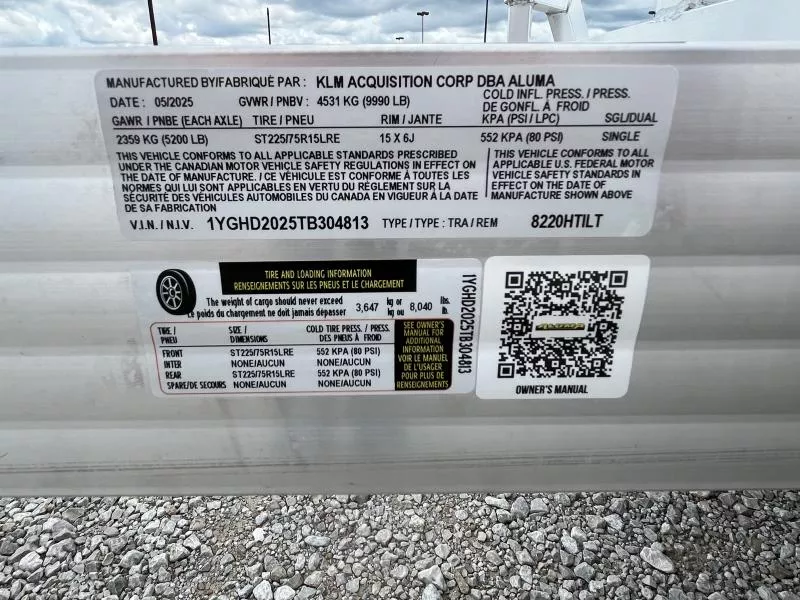 MANUFACTURED BY/FABRIQUÉ PAR : KLM ACQUISITION CORP DBA ALUMA
DATE : 05/2025 GVWR / PNBV : 4531 KG (9990 LB) COLD INFL. PRESS. / PRESS. DE GONFL. À FROID
GAWR / PNBE (EACH AXLE) TIRE / PNEU RIM / JANTE KPA (PSI / LPC) SGL/DUAL
2359 KG (5200 LB) ST225/75R15LRE 15 X 6J 552 KPA (80 PSI) SINGLE
THIS VEHICLE CONFORMS TO ALL APPLICABLE STANDARDS PRESCRIBED
UNDER THE CANADIAN MOTOR VEHICLE SAFETY REGULATIONS IN EFFECT ON
THE DATE OF MANUFACTURE. / CE VÉHICULE EST CONFORME À TOUTES LES
NORMES QUI LUI SONT APPLICABLES EN VERTU DU RÈGLEMENT SUR LA
SÉCURITÉ DES VÉHICULES AUTOMOBILES DU CANADA EN VIGUEUR À LA DATE
DE SA FABRICATION
THIS VEHICLE CONFORMS TO ALL
APPLICABLE U.S. FEDERAL MOTOR
VEHICLE SAFETY STANDARDS IN
EFFECT ON THE DATE OF
MANUFACTURE SHOWN ABOVE
V.I.N. / N.I.V. 1YGHD2025TB304813 TYPE / TYPE : TRA / REM 8220HTILT
TIRE AND LOADING INFORMATION
RENSEIGNEMENTS SUR LES PNEUS ET LE CHARGEMENT
The weight of cargo should never exceed 3,647 kg or 8,040 lbs.
Le poids du chargement ne doit jamais dépasser kg ou lb.
TIRE / PNEU SIZE / DIMENSIONS COLD TIRE PRESS. / PRESS. DES PNEUS À FROID
FRONT ST225/75R15LRE 552 KPA (80 PSI)
INTER NONE/AUCUN NONE/AUCUN
REAR ST225/75R15LRE 552 KPA (80 PSI)
SPARE/DE SECOURS NONE/AUCUN NONE/AUCUN
SEE OWNER'S
MANUAL FOR
ADDITIONAL
INFORMATION
VOIR LE MANUEL
DE L'USAGER
POUR PLUS DE
RENSEIGNEMENTS
1YGHD2025TB304813
ALUMA
OWNER'S MANUAL